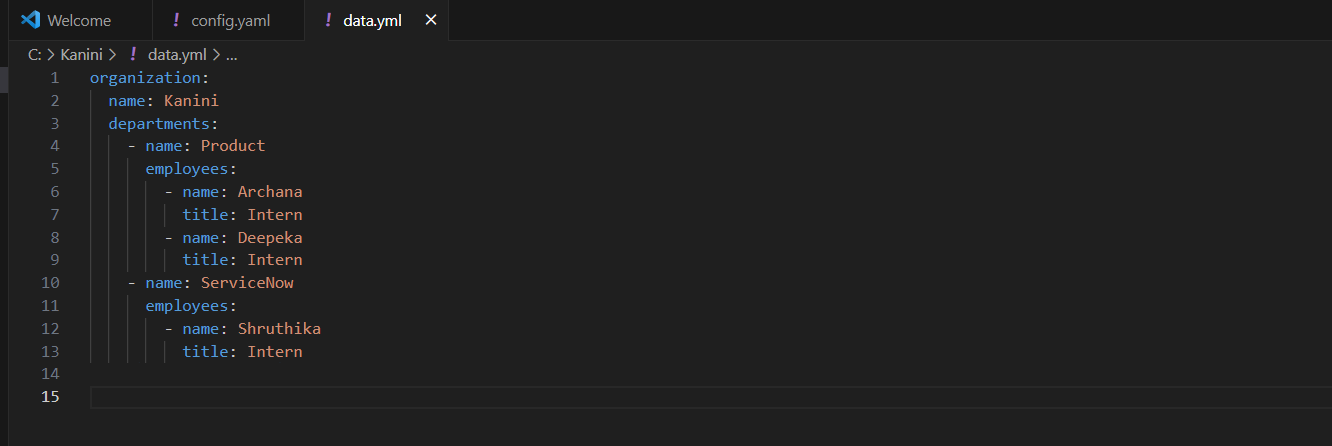 Welcome
config.yaml
data.yml
C: > Kanini > data.yml > ...
1 organization:
2   name: Kanini
3   departments:
4     - name: Product
5       employees:
6         - name: Archana
7           title: Intern
8         - name: Deepeka
9           title: Intern
10     - name: ServiceNow
11       employees:
12         - name: Shruthika
13           title: Intern
14
15